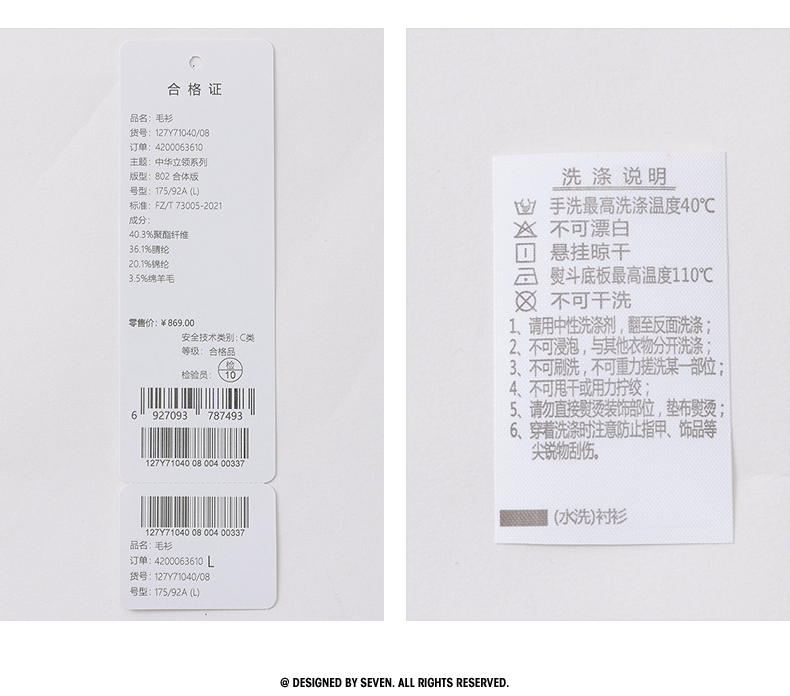 合格证
品名: 毛衫
货号: 127Y71040/08
订单: 4200063610
主题: 中华立领系列
版型: 802 合体版
号型: 175/92A (L)
标准: FZ/T 73005-2021
成分:
40.3%聚酯纤维
36.1%腈纶
20.1%锦纶
3.5%绵羊毛
零售价: ¥869.00
安全技术类别: C类
等级: 合格品
检验员: 检 10
6 927093 787493
127Y71040 08 004 00337
127Y71040 08 004 00337
品名: 毛衫
订单: 4200063610 L
货号: 127Y71040/08
号型: 175/92A (L)
洗涤说明
手洗最高洗涤温度40℃
不可漂白
悬挂晾干
熨斗底板最高温度110℃
不可干洗
1、请用中性洗涤剂，翻至反面洗涤；
2、不可浸泡，与其他衣物分开洗涤；
3、不可刷洗，不可重力搓洗某一部位；
4、不可甩干或用力拧绞；
5、请勿直接熨烫装饰部位，垫布熨烫；
6、穿着洗涤时注意防止指甲、饰品等
尖锐物刮伤。
(水洗)衬衫
@ DESIGNED BY SEVEN. ALL RIGHTS RESERVED.